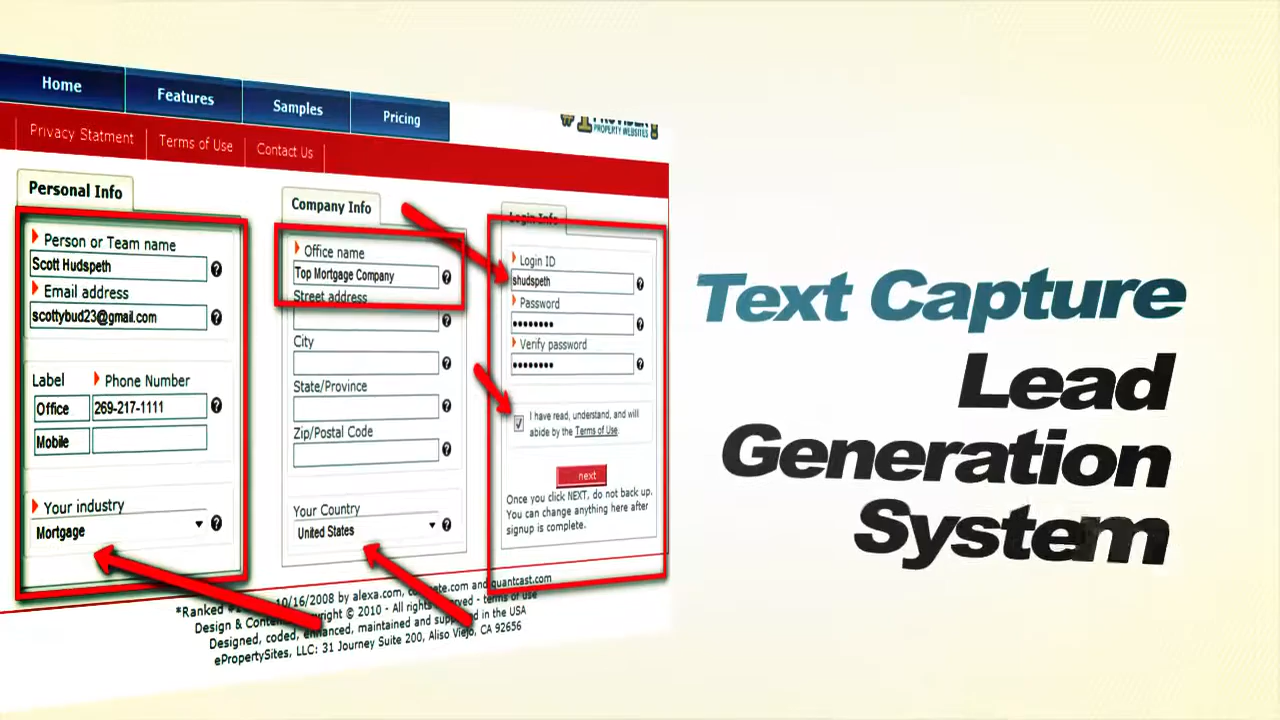 Home
Features
Samples
Pricing
PROPERTY WEBSITES
Privacy Statment
Terms of Use
Contact Us
Personal Info
Person or Team name
Scott Hudspeth
Email address
scottybud23@gmail.com
Label
Phone Number
Office
269-217-1111
Mobile
Your industry
Mortgage
Company Info
Office name
Top Mortgage Company
Street address
City
State/Province
Zip/Postal Code
Your Country
United States
Login Info
Login ID
shudspeth
Password
Verify password
I have read, understand, and will
abide by the Terms of Use.
next
Once you click NEXT, do not back up.
You can change anything here after
signup is complete.
*Ranked 10/16/2008 by alexa.com, and quantcast.com
Design & © 2010 - All rights - terms of use
Designed, coded, enhanced, maintained and in the USA
ePropertySites, LLC: 31 Journey Suite 200, Aliso Viejo, CA 92656
Text Capture
Lead
Generation
System